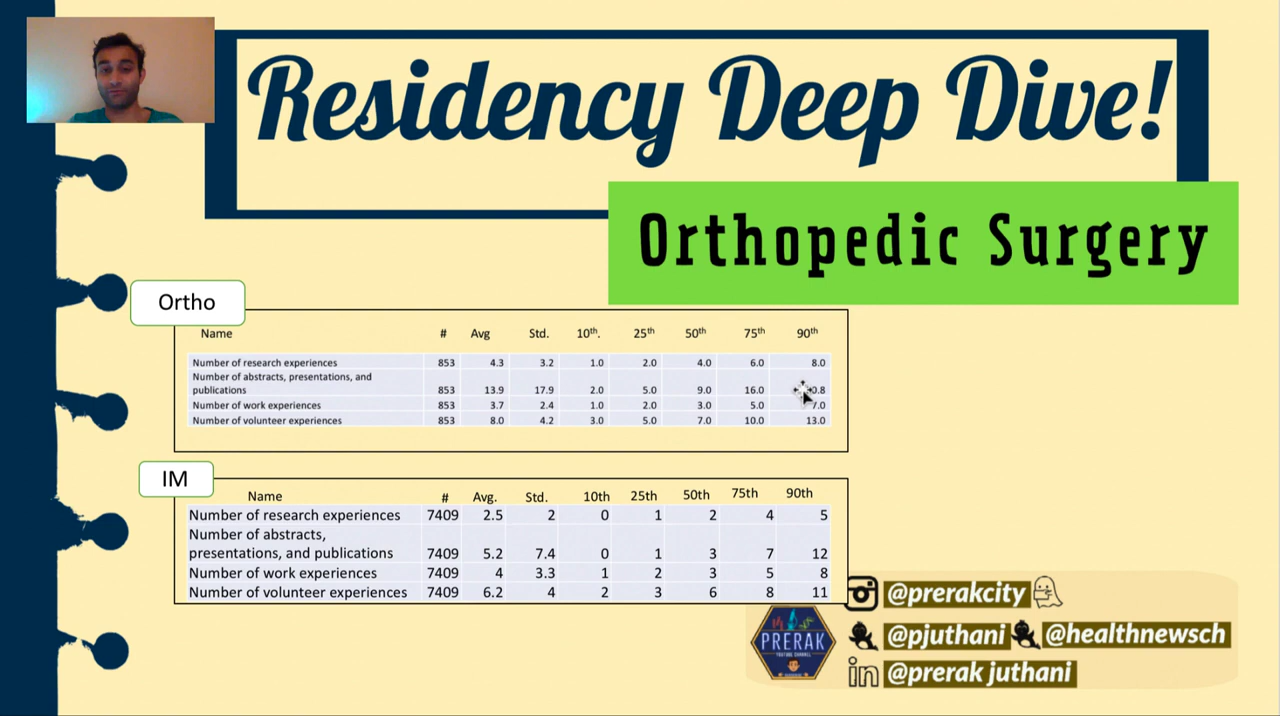 Residency Deep Dive!
Orthopedic Surgery
Ortho
Name # Avg Std. 10th. 25th 50th 75th 90th
Number of research experiences 853 4.3 3.2 1.0 2.0 4.0 6.0 8.0
Number of abstracts, presentations, and
publications 853 13.9 17.9 2.0 5.0 9.0 16.0
Number of work experiences 853 3.7 2.4 1.0 2.0 3.0 5.0 7.0
Number of volunteer experiences 853 8.0 4.2 3.0 5.0 7.0 10.0 13.0
IM
Name # Avg. Std. 10th 25th 50th 75th 90th
Number of research experiences 7409 2.5 2 0 1 2 4 5
Number of abstracts,
presentations, and publications 7409 5.2 7.4 0 1 3 7 12
Number of work experiences 7409 4 3.3 1 2 3 5 8
Number of volunteer experiences 7409 6.2 4 2 3 6 8 11
@prerakcity
@pjuthani @healthnewsch
in @prerak juthani
PRERAK
YOUTUBE CHANNEL